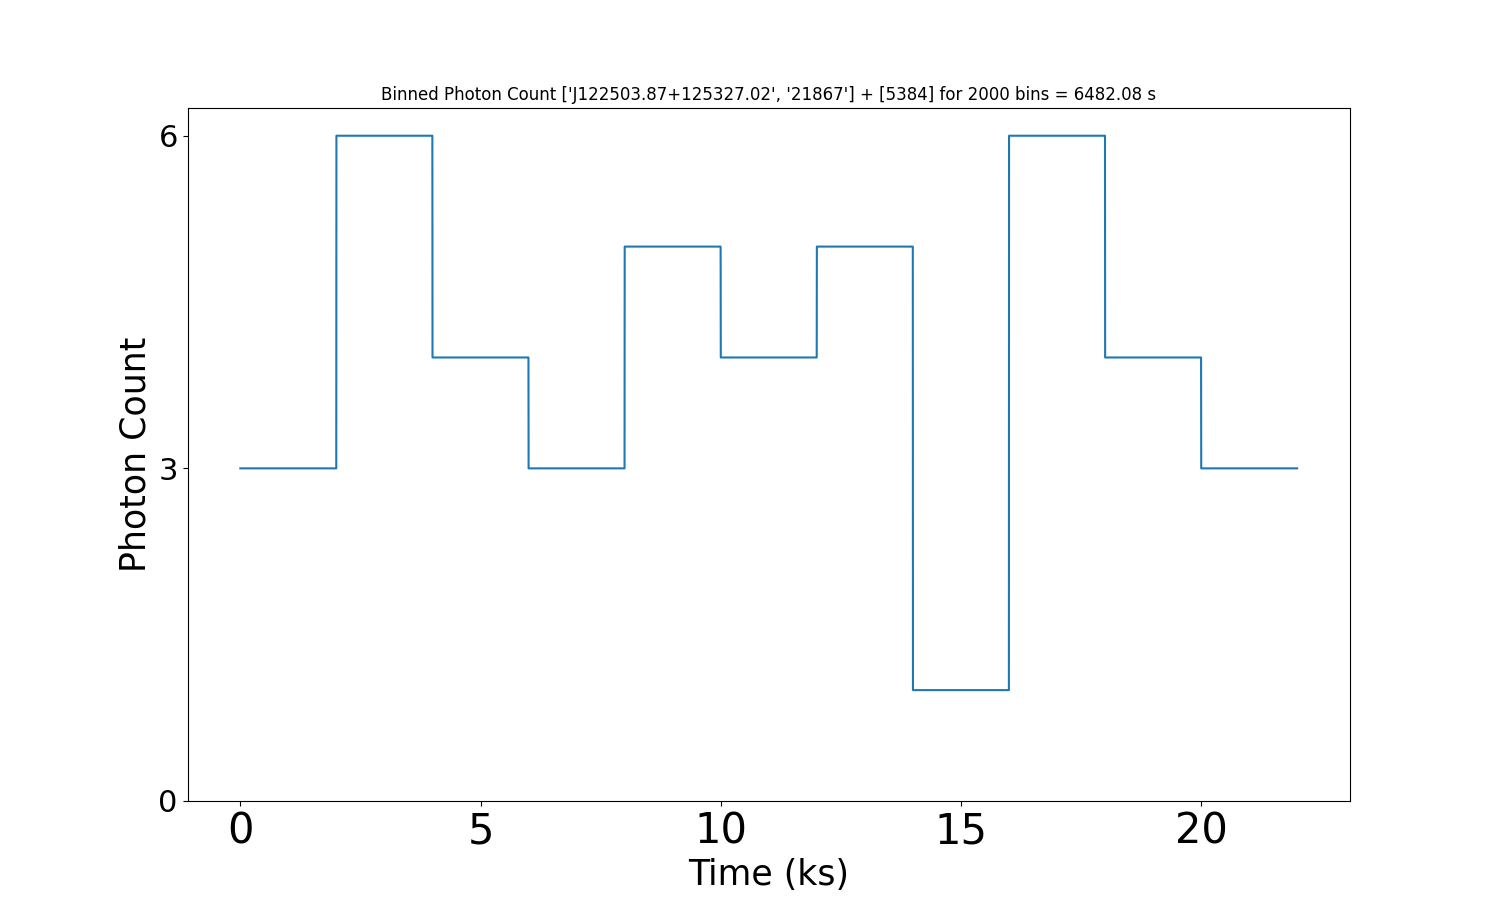 Binned Photon Count ['J122503.87+125327.02', '21867'] + [5384] for 2000 bins = 6482.08 s
6
3
0
Photon Count
0 5 10 15 20
Time (ks)